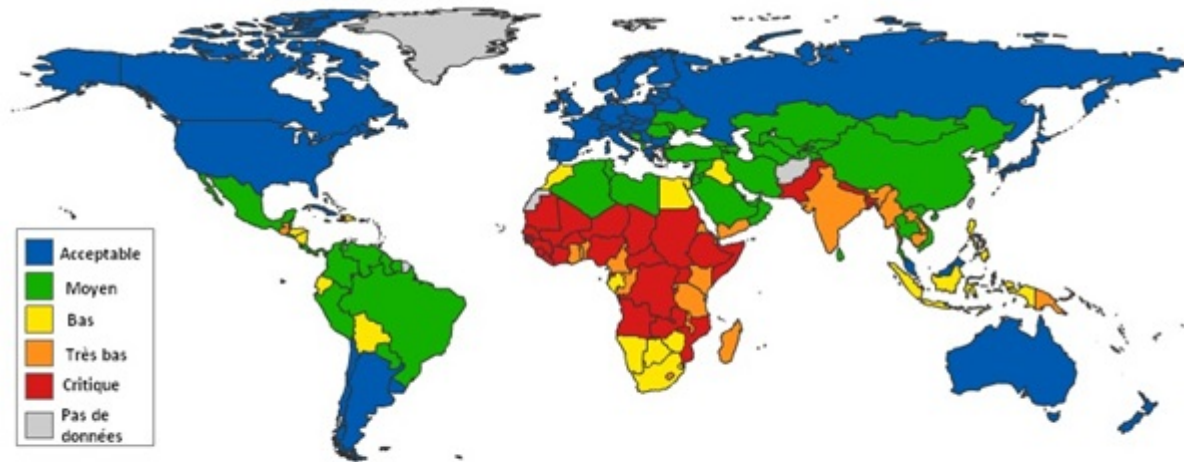 Acceptable
Moyen
Bas
Très bas
Critique
Pas de
données